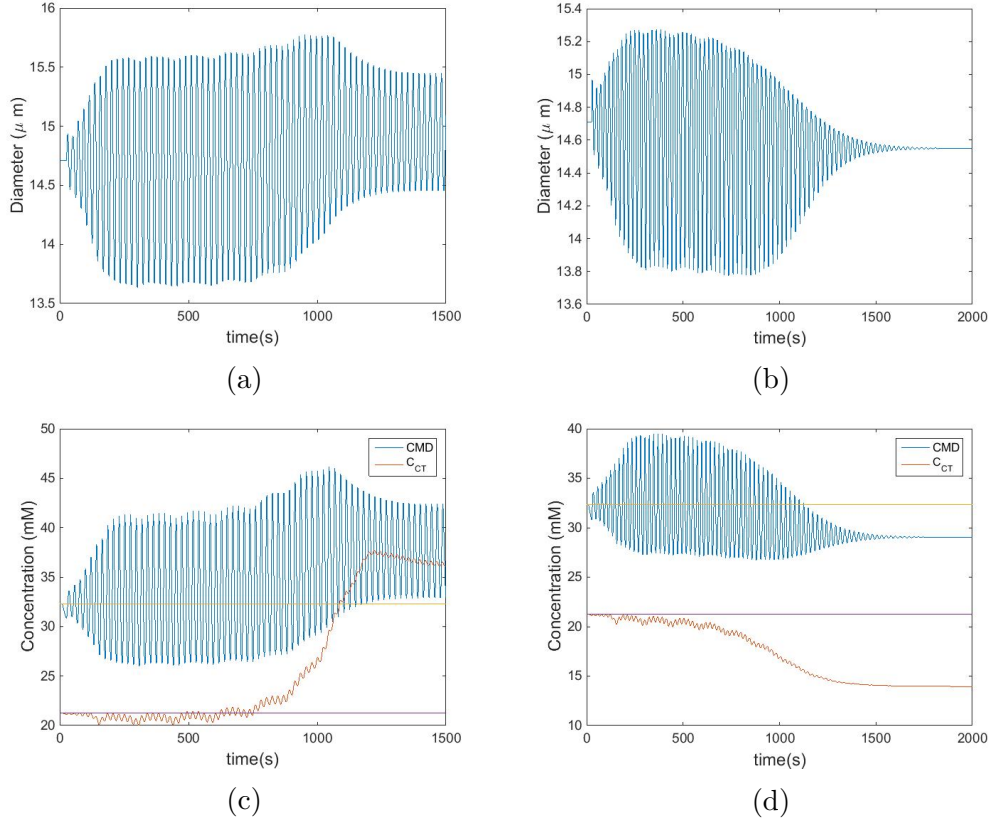 16
15.5
15
14.5
14
13.5
Diameter (μ m)
0 500 1000 1500
time(s)
(a)
15.4
15.2
15
14.8
14.6
14.4
14.2
14
13.8
13.6
Diameter (μ m)
0 500 1000 1500 2000
time(s)
(b)
50
45
40
35
30
25
20
Concentration (mM)
CMD
C_CT
0 500 1000 1500
time(s)
(c)
40
35
30
25
20
15
10
Concentration (mM)
CMD
C_CT
0 500 1000 1500 2000
time(s)
(d)